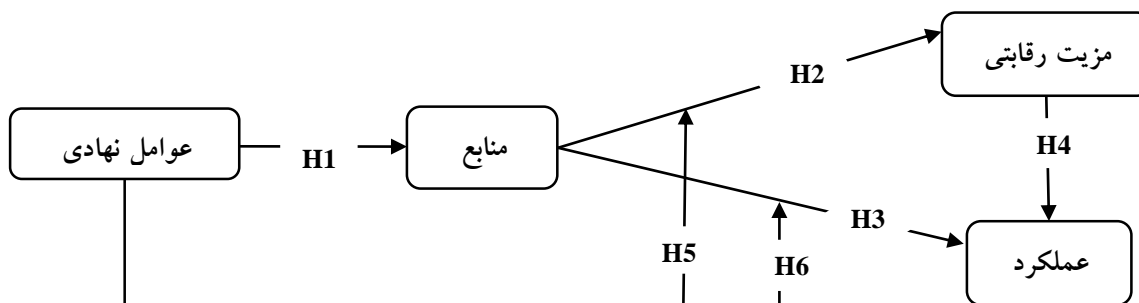 مزیت رقابتی
H2
عوامل نهادی
H1
منابع
H4
H3
عملکرد
H5
H6